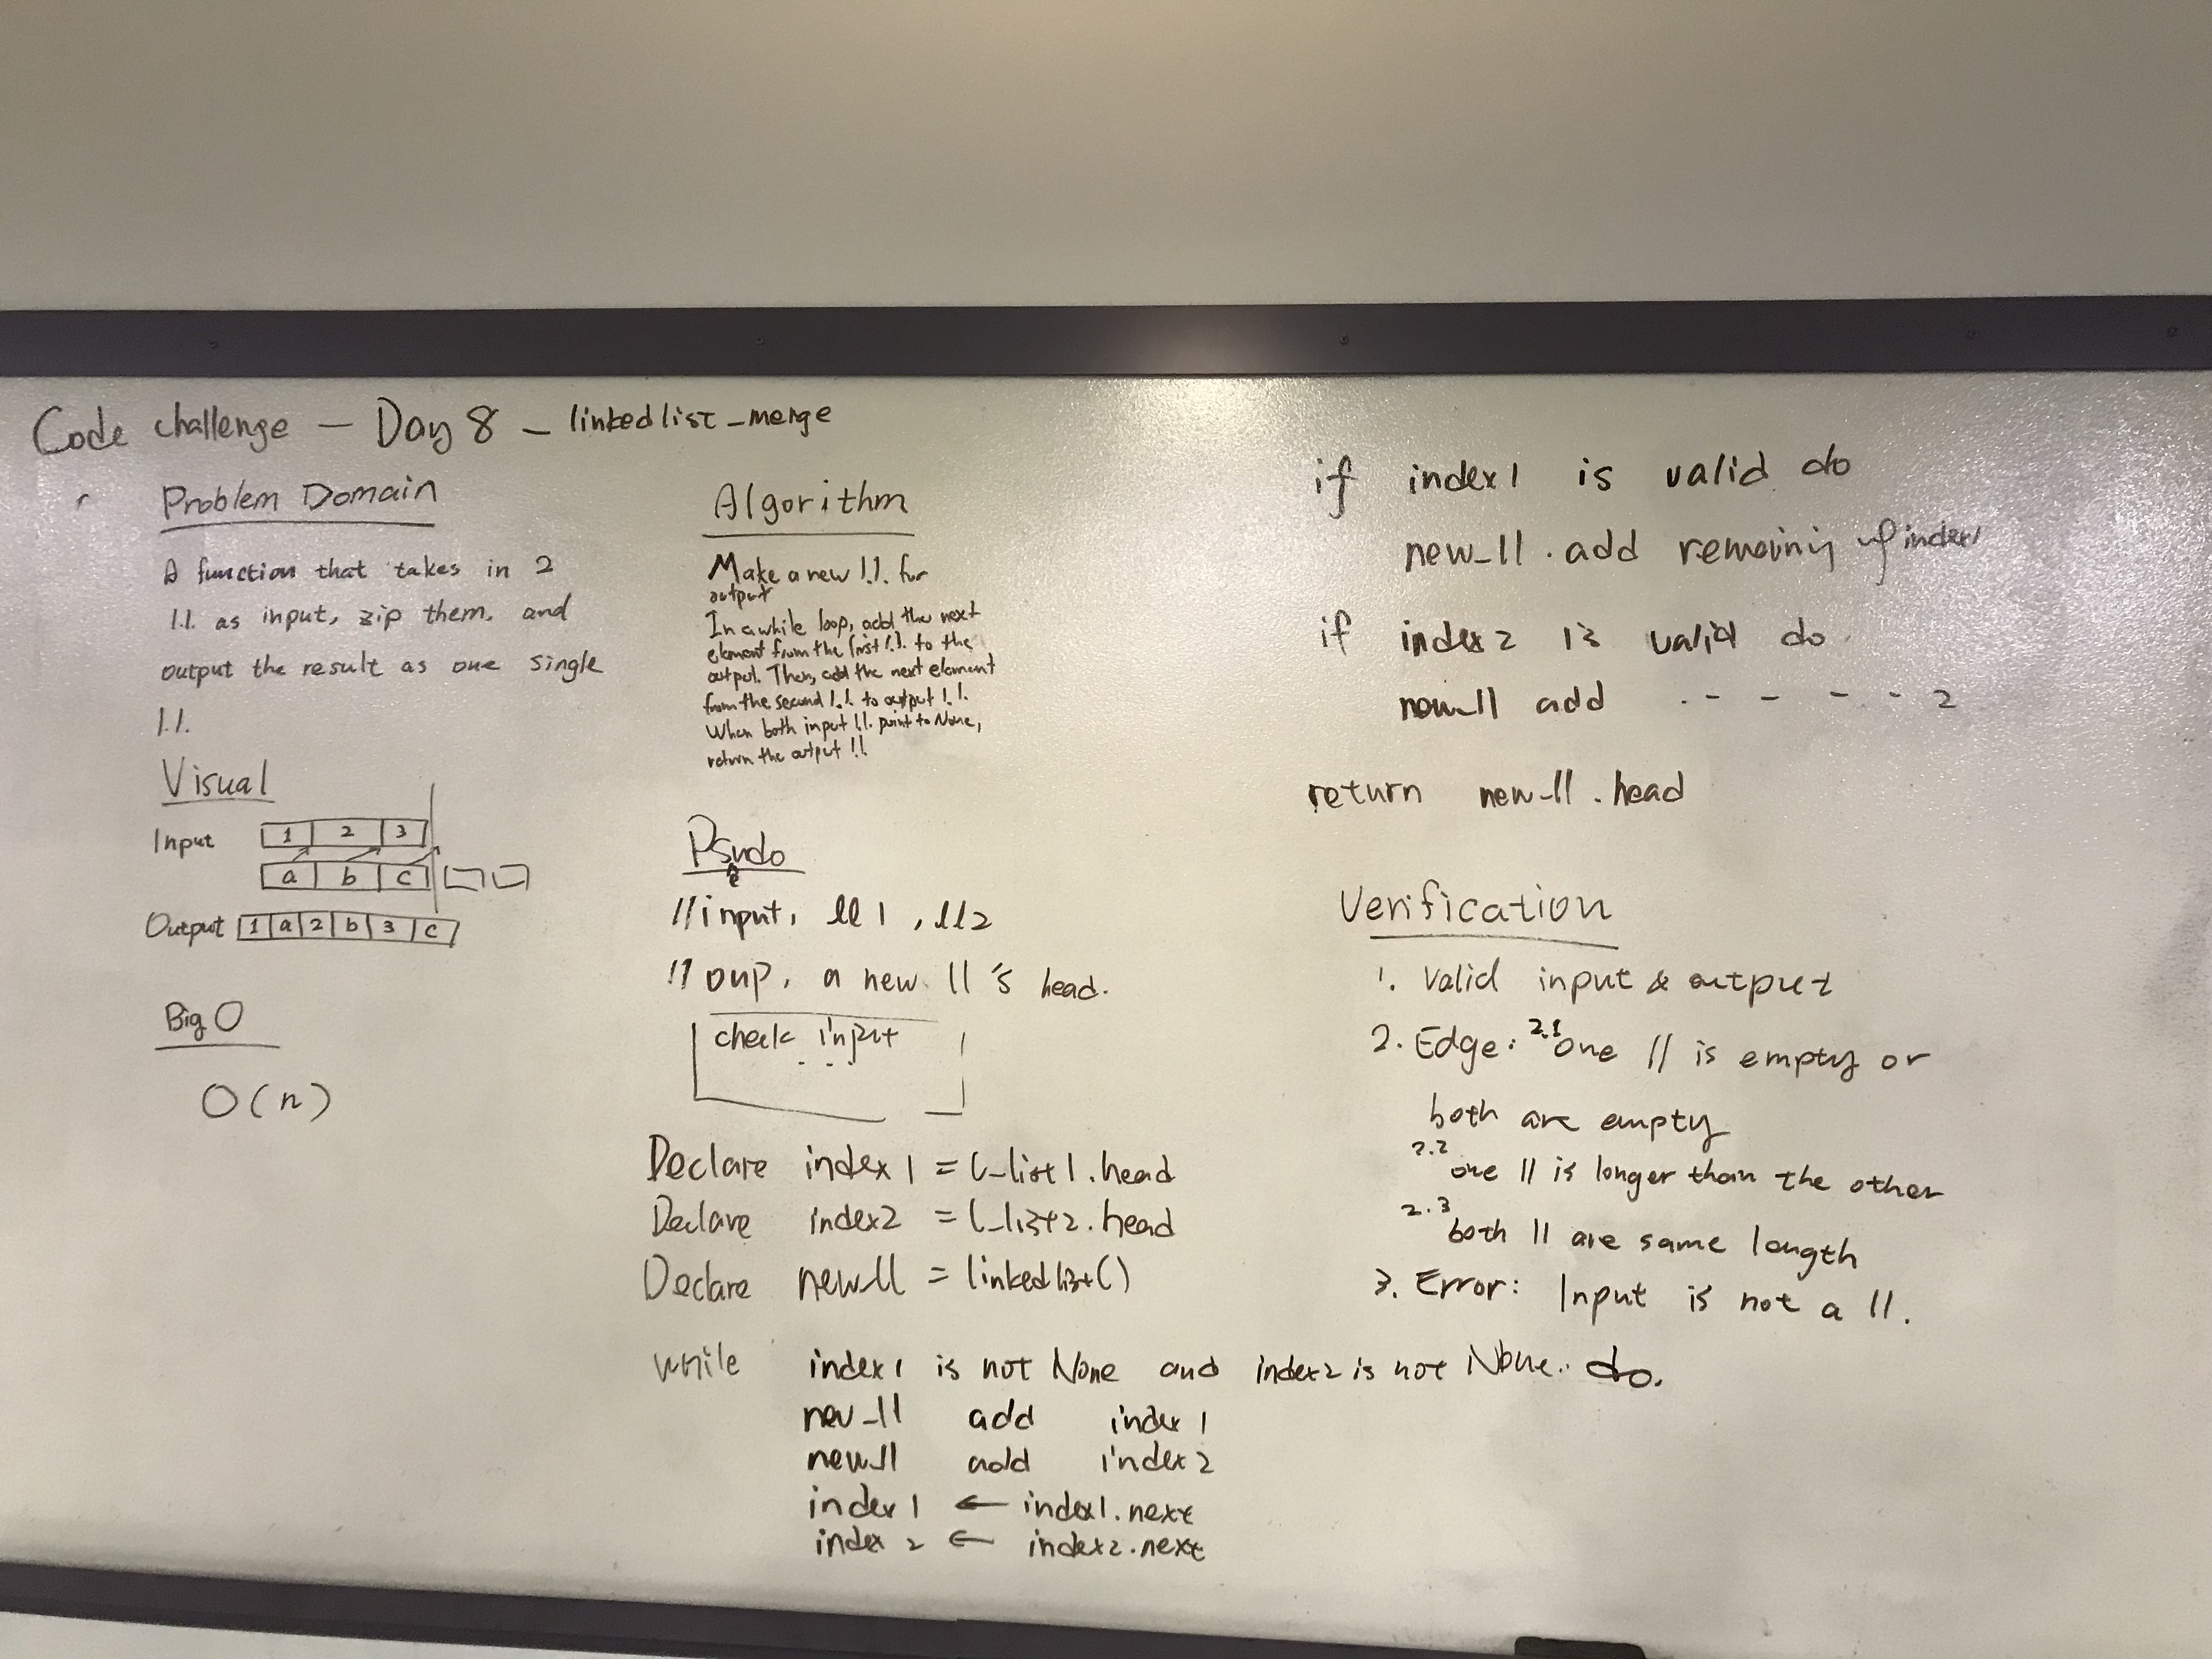 Code challenge — Day 8 — linkedlist_merge
Problem Domain
A function that takes in 2
l.l. as input, zip them, and
output the result as one single
l.l.
Visual
Input
1 2 3
a b c
Output 1 a 2 b 3 c
Big O
O(n)
Algorithm
Make a new l.l. for
output
In a while loop, add the next
element from the first l.l. to the
output. Then, add the next element
from the second l.l. to output l.l.
When both input l.l. point to None,
return the output l.l.
Psudo
e
//input, ll1, ll2
// oup, a new ll's head.
check input
...
Declare index1 = l_list1.head
Declare index2 = l_list2.head
Declare new_ll = linkedlist()
while index1 is not None and index2 is not None: do.
new_ll add index1
new_ll add index2
index1 ← index1.next
index2 ← index2.next
if index1 is valid do
new_ll.add remaining of index1
if index2 is valid do
new_ll add - - - - - 2
return new_ll.head
Verification
1. Valid input & output
2. Edge: 2.1 One ll is empty or
both are empty
2.2 one ll is longer than the other
2.3 both ll are same length
3. Error: Input is not a ll.